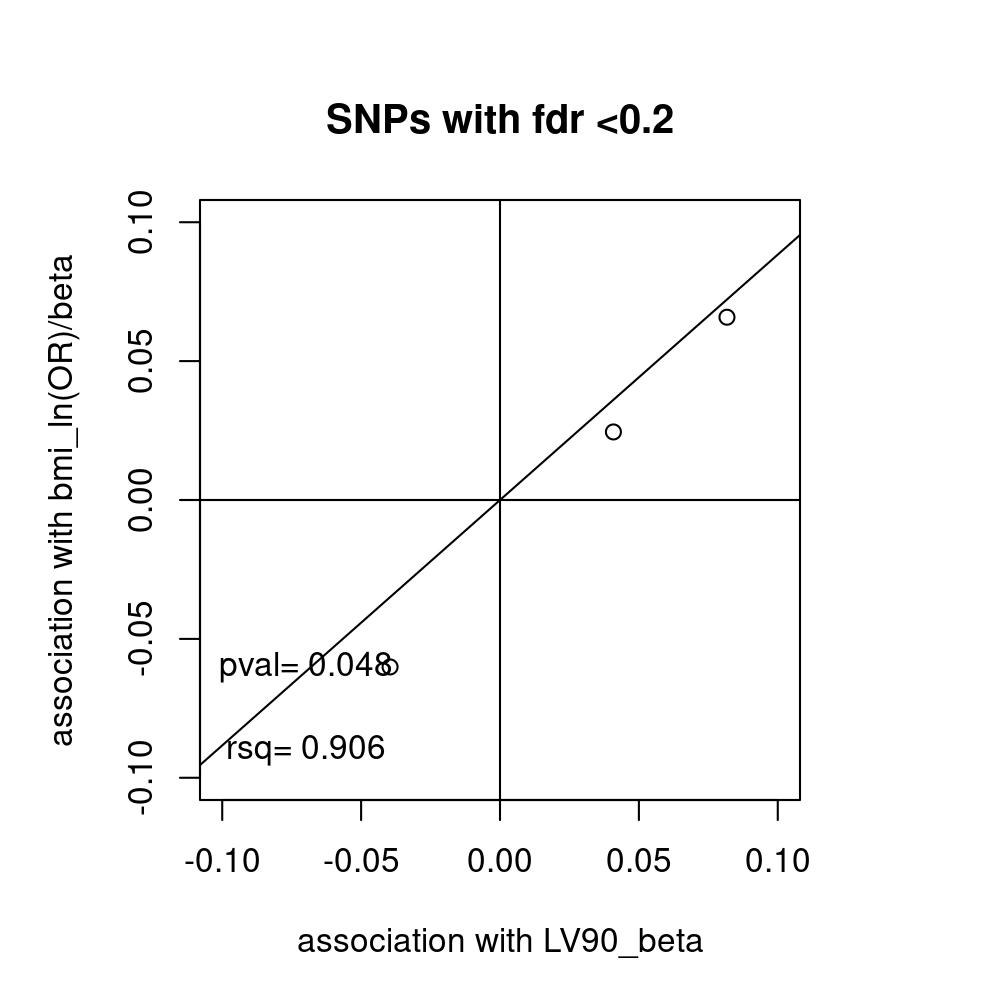 SNPs with fdr <0.2
association with bmi_ln(OR)/beta
0.10
0.05
0.00
-0.05
-0.10
pval= 0.048
rsq= 0.906
-0.10 -0.05 0.00 0.05 0.10
association with LV90_beta